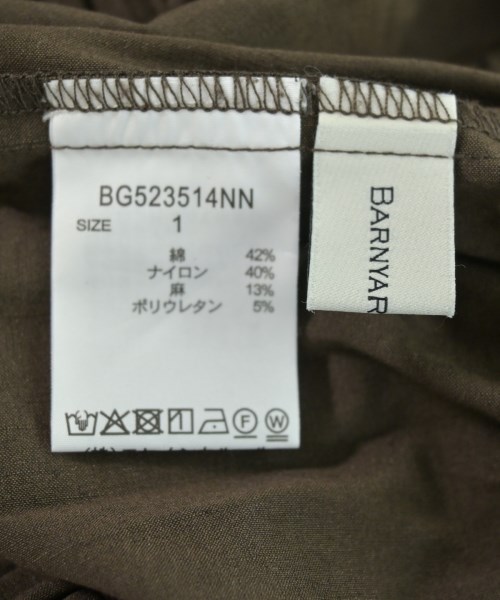 BG523514NN
SIZE 1
綿 42%
ナイロン 40%
麻 13%
ポリウレタン 5%
F W
BARNYAR